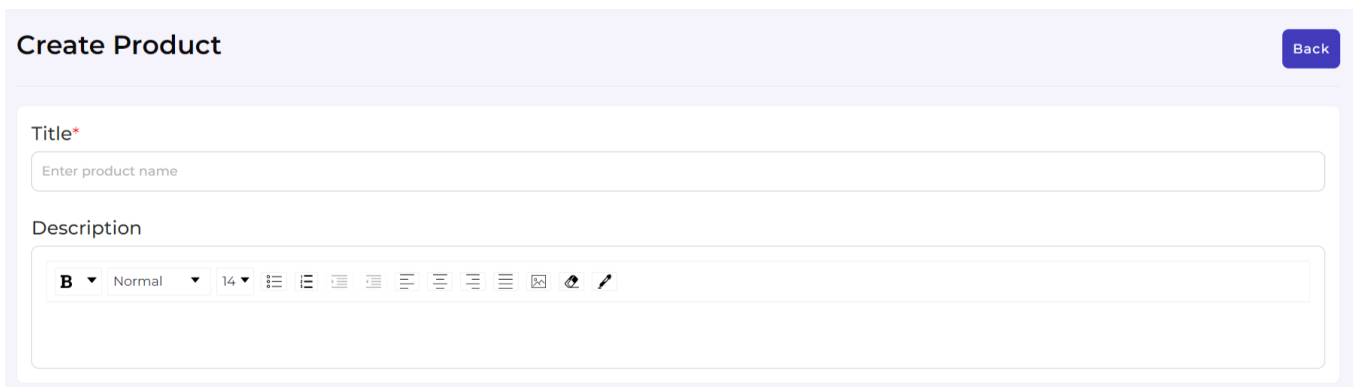 Create Product
Back
Title*
Enter product name
Description
B Normal 14